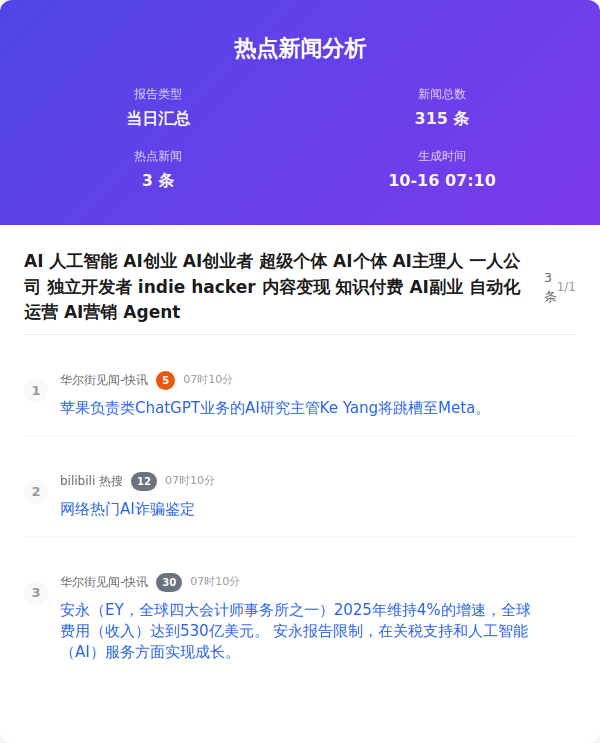 热点新闻分析
报告类型
新闻总数
当日汇总
315 条
热点新闻
生成时间
3 条
10-16 07:10
AI 人工智能 AI创业 AI创业者 超级个体 AI个体 AI主理人 一人公
司 独立开发者 indie hacker 内容变现 知识付费 AI副业 自动化
运营 AI营销 Agent
3
条
1/1
1
华尔街见闻-快讯 5 07时10分
苹果负责类ChatGPT业务的AI研究主管Ke Yang将跳槽至Meta。
2
bilibili 热搜 12 07时10分
网络热门AI诈骗鉴定
3
华尔街见闻-快讯 30 07时10分
安永（EY，全球四大会计师事务所之一）2025年维持4%的增速，全球
费用（收入）达到530亿美元。 安永报告限制，在关税支持和人工智能
（AI）服务方面实现成长。